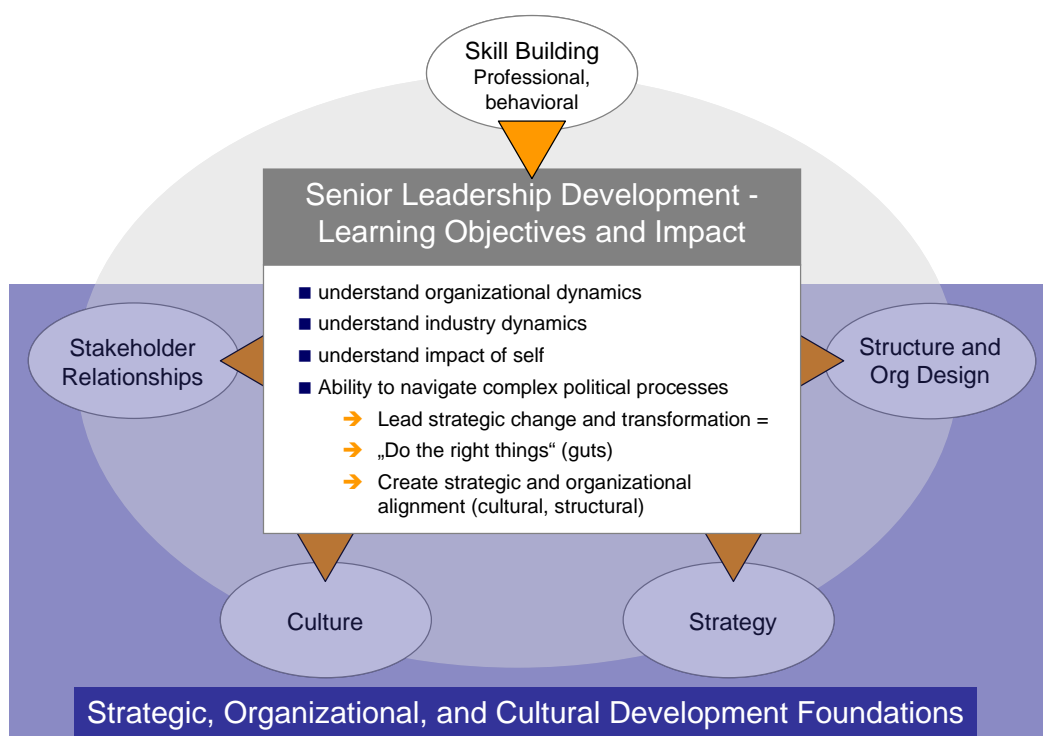 Skill Building
Professional,
behavioral
Senior Leadership Development -
Learning Objectives and Impact
understand organizational dynamics
understand industry dynamics
understand impact of self
Ability to navigate complex political processes
Lead strategic change and transformation =
„Do the right things“ (guts)
Create strategic and organizational
alignment (cultural, structural)
Stakeholder
Relationships
Structure and
Org Design
Culture
Strategy
Strategic, Organizational, and Cultural Development Foundations